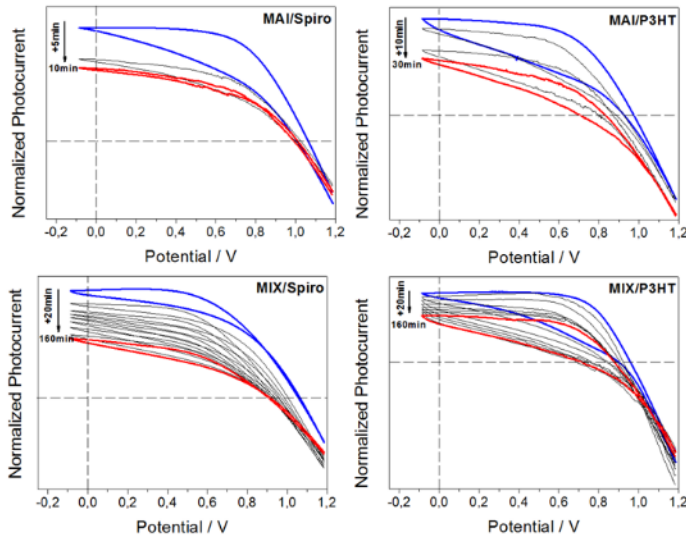 MAI/Spiro
+5min
10min
Normalized Photocurrent
-0,2 0,0 0,2 0,4 0,6 0,8 1,0 1,2
Potential / V
MAI/P3HT
+10min
30min
Normalized Photocurrent
-0,2 0,0 0,2 0,4 0,6 0,8 1,0 1,2
Potential / V
MIX/Spiro
+20min
160min
Normalized Photocurrent
-0,2 0,0 0,2 0,4 0,6 0,8 1,0 1,2
Potential / V
MIX/P3HT
+20min
160min
Normalized Photocurrent
-0,2 0,0 0,2 0,4 0,6 0,8 1,0 1,2
Potential / V